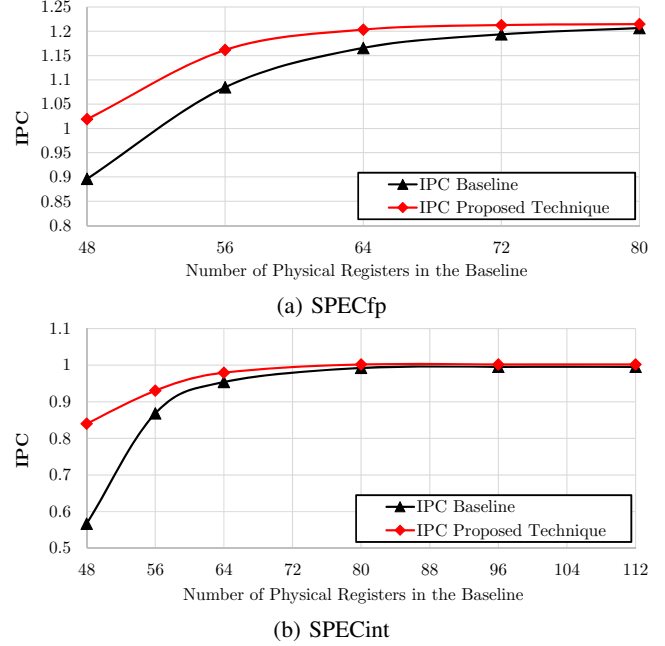 1.25
1.2
1.15
1.1
1.05
1
0.95
0.9
0.85
0.8
IPC
48 56 64 72 80
Number of Physical Registers in the Baseline
IPC Baseline
IPC Proposed Technique
(a) SPECfp
1.1
1
0.9
0.8
0.7
0.6
0.5
IPC
48 56 64 72 80 88 96 104 112
Number of Physical Registers in the Baseline
IPC Baseline
IPC Proposed Technique
(b) SPECint